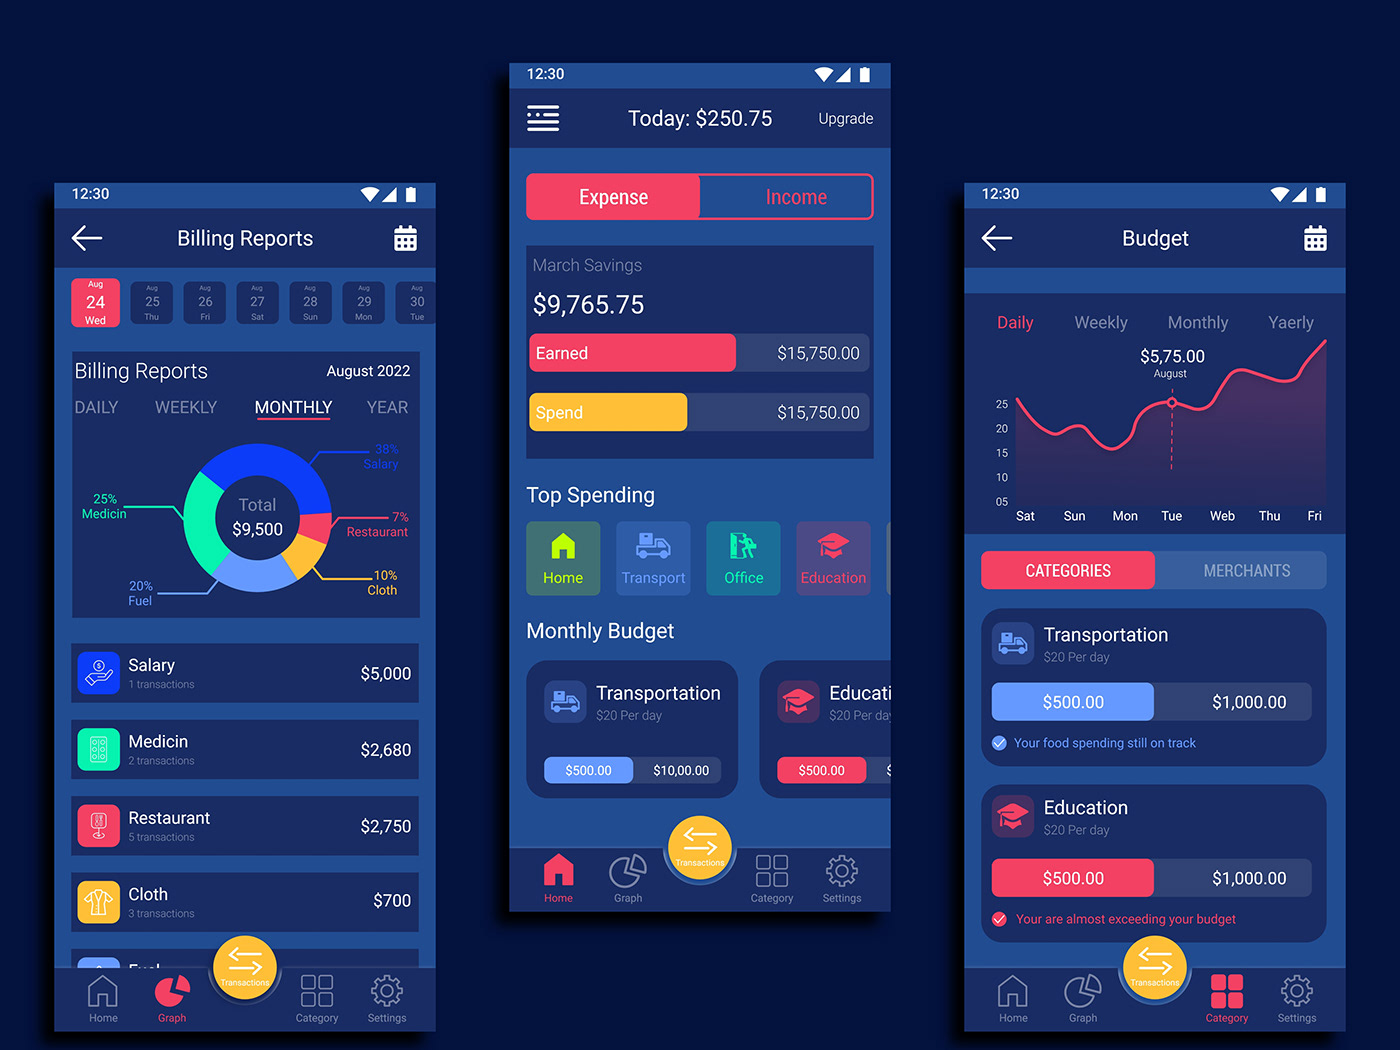 12:30
Billing Reports
Aug Aug Aug Aug Aug Aug Aug
24 25 26 27 28 29 30
Wed Thu Fri Sat Sun Mon Tue
Billing Reports August 2022
DAILY WEEKLY MONTHLY YEAR
38%
Salary
25%
Medicin
Total
$9,500
7%
Restaurant
10%
Cloth
20%
Fuel
Salary
1 transactions
$5,000
Medicin
2 transactions
$2,680
Restaurant
5 transactions
$2,750
Cloth
3 transactions
$700
Fuel
Transactions
Home Graph Category Settings
12:30
Today: $250.75 Upgrade
Expense Income
March Savings
$9,765.75
Earned $15,750.00
Spend $15,750.00
Top Spending
Home Transport Office Education
Monthly Budget
Transportation
$20 Per day
$500.00 $10,00.00
Educati
$20 Per da
$500.00 $
Transactions
Home Graph Category Settings
12:30
Budget
Daily Weekly Monthly Yaerly
$5,75.00
August
25
20
15
10
05
Sat Sun Mon Tue Web Thu Fri
CATEGORIES MERCHANTS
Transportation
$20 Per day
$500.00 $1,000.00
Your food spending still on track
Education
$20 Per day
$500.00 $1,000.00
Your are almost exceeding your budget
Transactions
Home Graph Category Settings